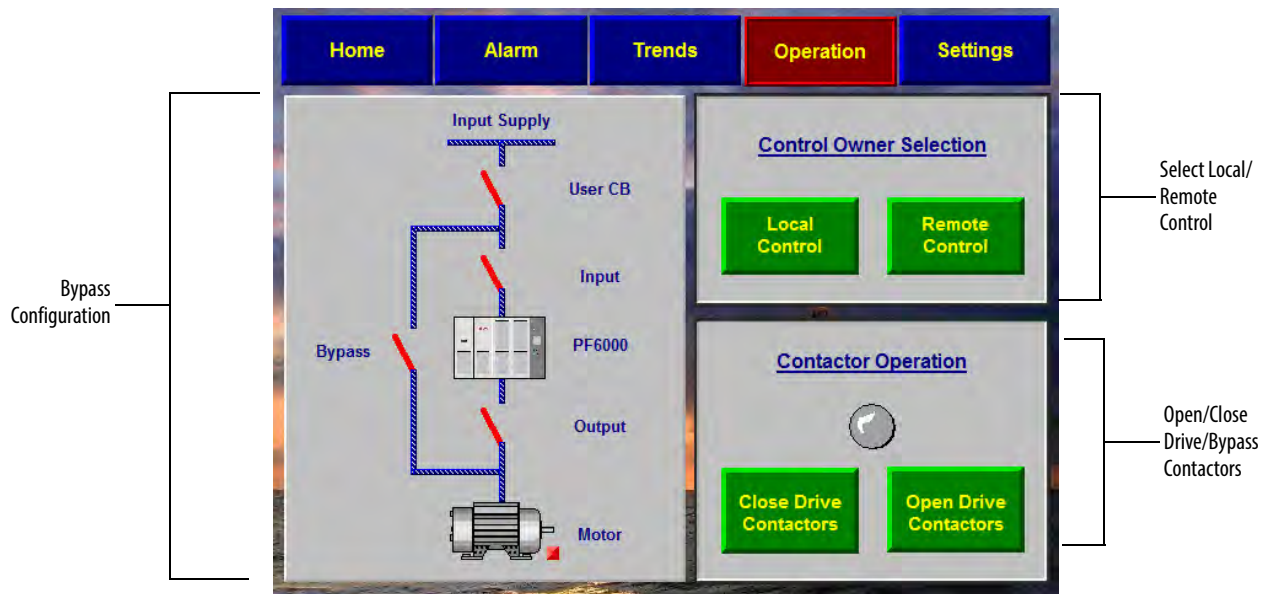 Home
Alarm
Trends
Operation
Settings
Bypass
Configuration
Input Supply
User CB
Input
PF6000
Bypass
Output
Motor
Control Owner Selection
Local
Control
Remote
Control
Contactor Operation
Close Drive
Contactors
Open Drive
Contactors
Select Local/
Remote
Control
Open/Close
Drive/Bypass
Contactors